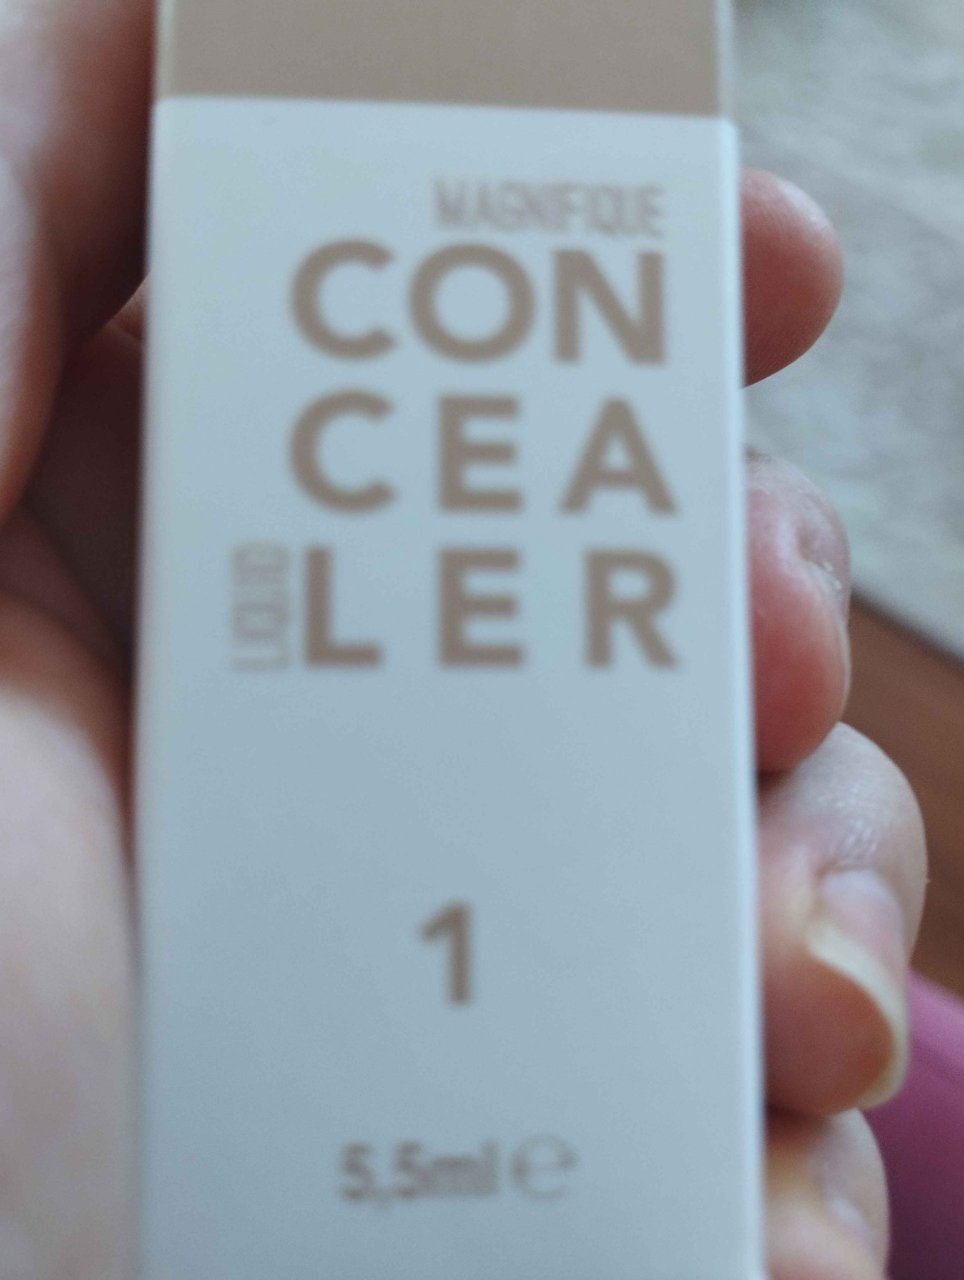 MAGNIFIQUE
CON
CEA
LIQUID
LER
1
5,5ml ℮